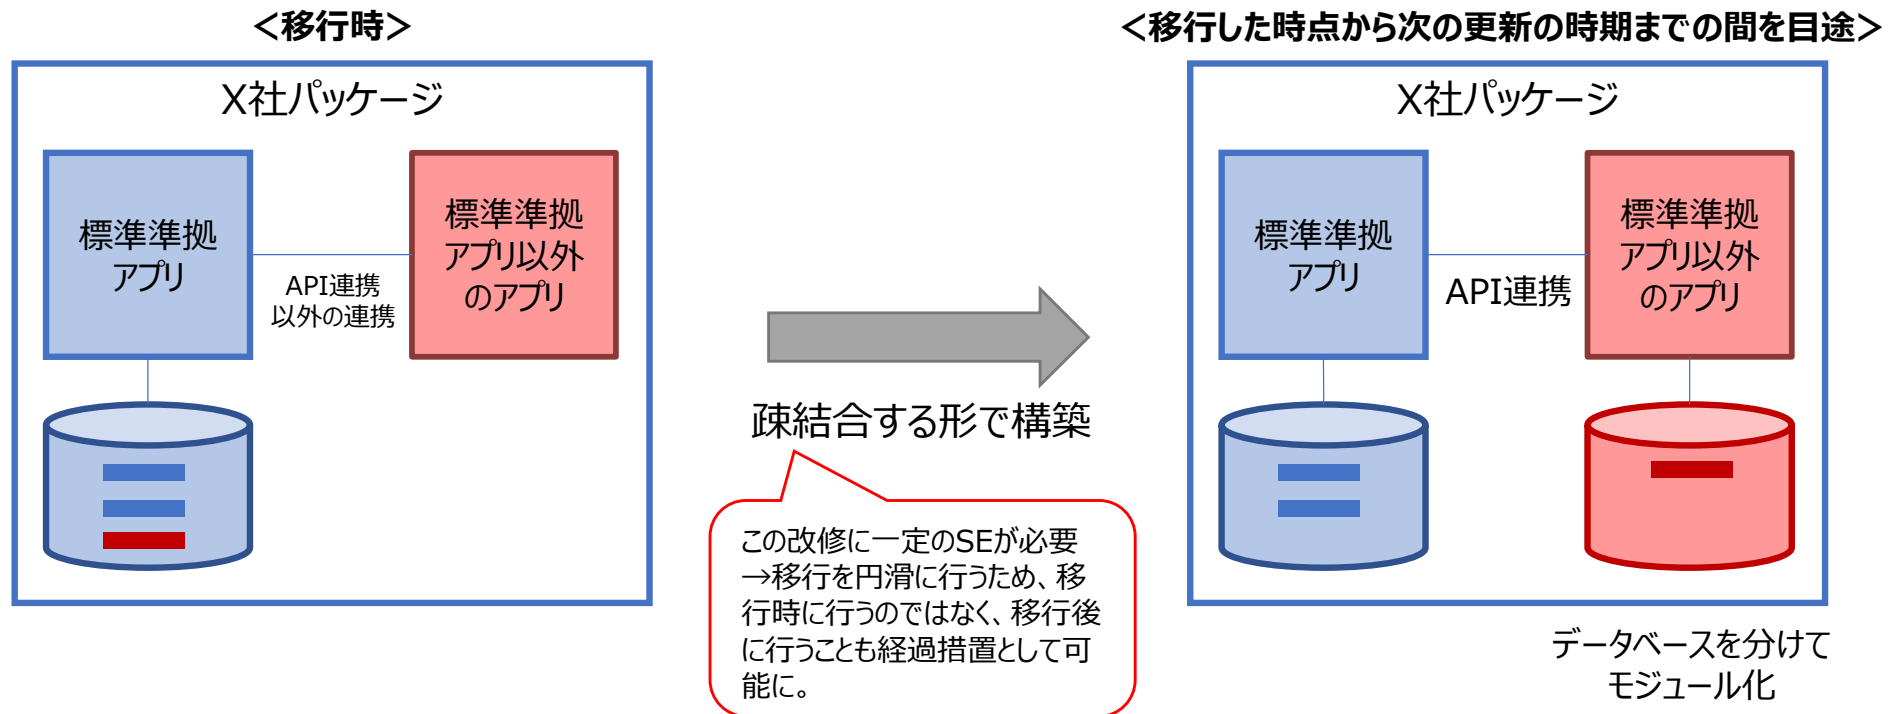 ＜移行時＞
X社パッケージ
標準準拠
アプリ
API連携
以外の連携
標準準拠
アプリ以外
のアプリ
疎結合する形で構築
この改修に一定のSEが必要
→移行を円滑に行うため、移
行時に行うのではなく、移行後
に行うことも経過措置として可
能に。
＜移行した時点から次の更新の時期までの間を目途＞
X社パッケージ
標準準拠
アプリ
API連携
標準準拠
アプリ以外
のアプリ
データベースを分けて
モジュール化